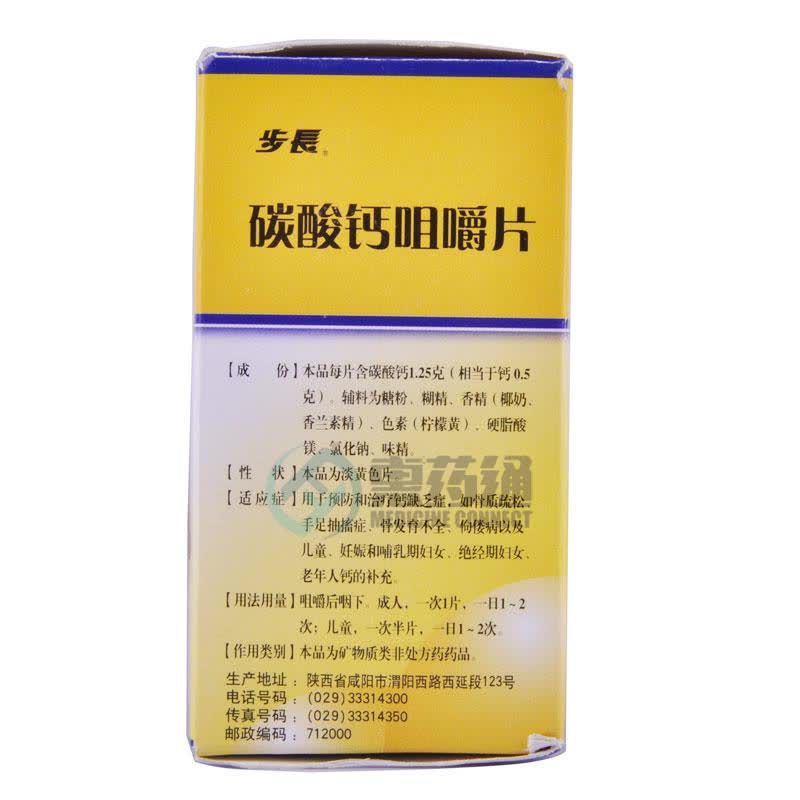 步長®
碳酸钙咀嚼片
【成 份】本品每片含碳酸钙1.25克（相当于钙0.5
克）。辅料为糖粉、糊精、香精（椰奶、
香兰素精）、色素（柠檬黄）、硬脂酸
镁、氯化钠、味精。
【性 状】本品为淡黄色片。
【适应症】用于预防和治疗钙缺乏症，如骨质疏松
手足抽搐症、骨发育不全、佝偻病以及
儿童、妊娠和哺乳期妇女、绝经期妇女、
老年人钙的补充。
【用法用量】咀嚼后咽下。成人，一次1片，一日1~2
次；儿童，一次半片，一日1~2次。
【作用类别】本品为矿物质类非处方药药品。
生产地址：陕西省咸阳市渭阳西路西延段123号
电话号码：(029)33314300
传真号码：(029)33314350
邮政编码：712000
药通
MEDICINE CONNECT